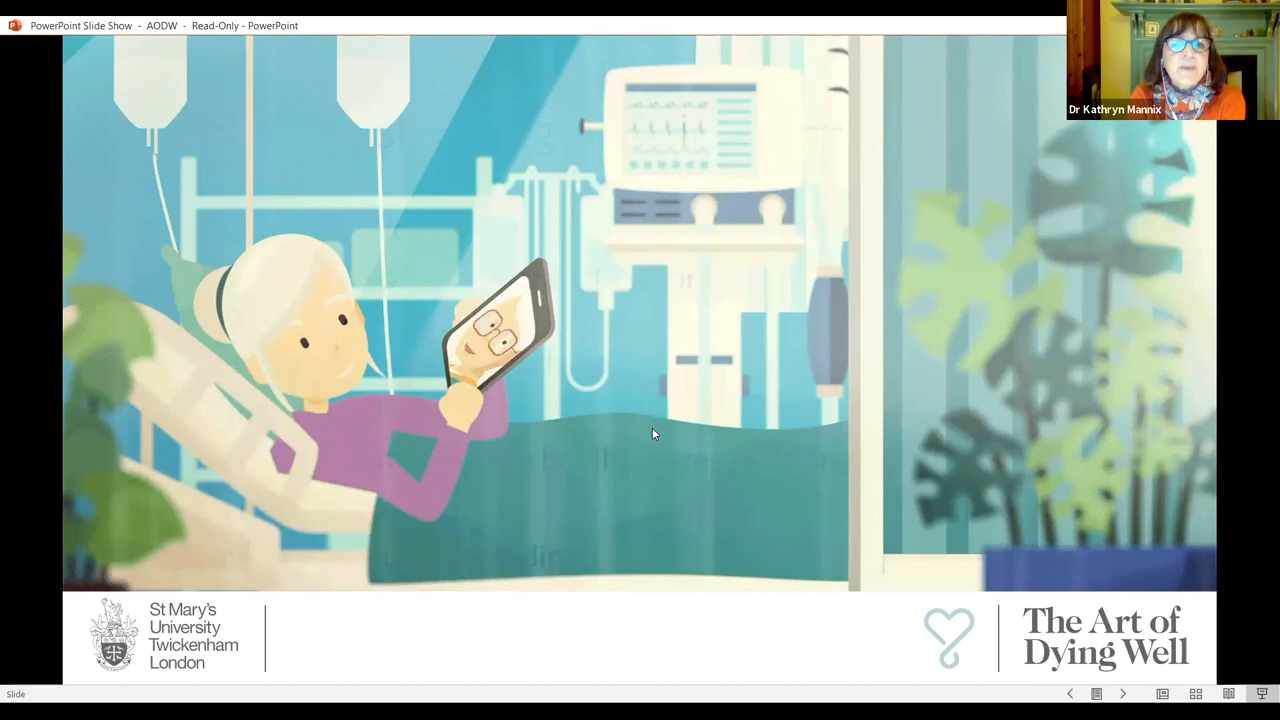 PowerPoint Slide Show - AODW - Read-Only - PowerPoint
Dr Kathryn Mannix
St Mary's
University
Twickenham
London
The Art of
Dying Well
Slide